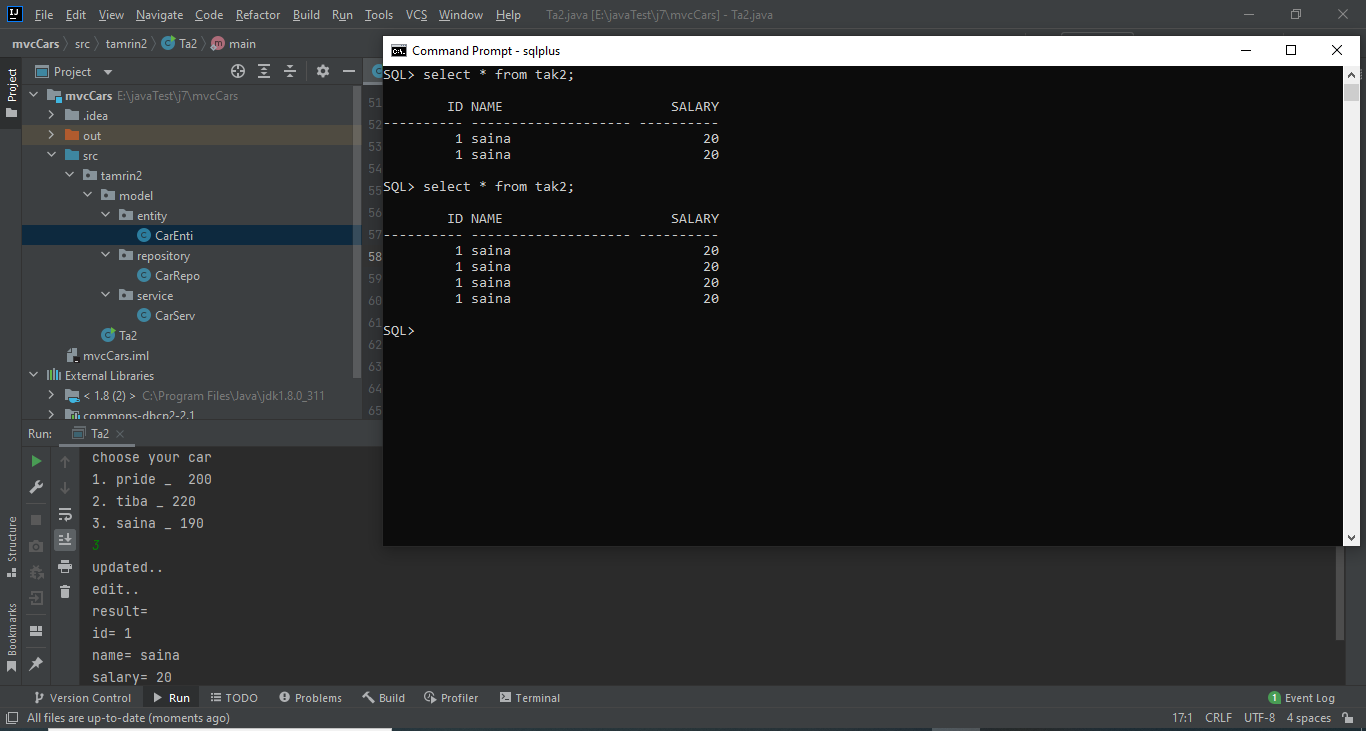 File Edit View Navigate Code Refactor Build Run Tools VCS Window Help Ta2.java [E:\javaTest\j7\mvcCars] - Ta2.java
mvcCars src tamrin2 Ta2 main
Project
Project
mvcCars E:\javaTest\j7\mvcCars
.idea
out
src
tamrin2
model
entity
CarEnti
repository
CarRepo
service
CarServ
Ta2
mvcCars.iml
External Libraries
< 1.8 (2) > C:\Program Files\Java\jdk1.8.0_311
commons-dbcp2-2.1
51
52
53
54
55
56
57
58
59
60
61
62
63
64
65
Command Prompt - sqlplus
SQL> select * from tak2;
ID NAME SALARY
---------- -------------------- ----------
1 saina 20
1 saina 20
SQL> select * from tak2;
ID NAME SALARY
---------- -------------------- ----------
1 saina 20
1 saina 20
1 saina 20
1 saina 20
SQL>
Run: Ta2
choose your car
1. pride _  200
2. tiba _ 220
3. saina _ 190
3
updated..
edit..
result=
id= 1
name= saina
salary= 20
Structure
Bookmarks
Version Control Run TODO Problems Build Profiler Terminal 1 Event Log
All files are up-to-date (moments ago) 17:1 CRLF UTF-8 4 spaces